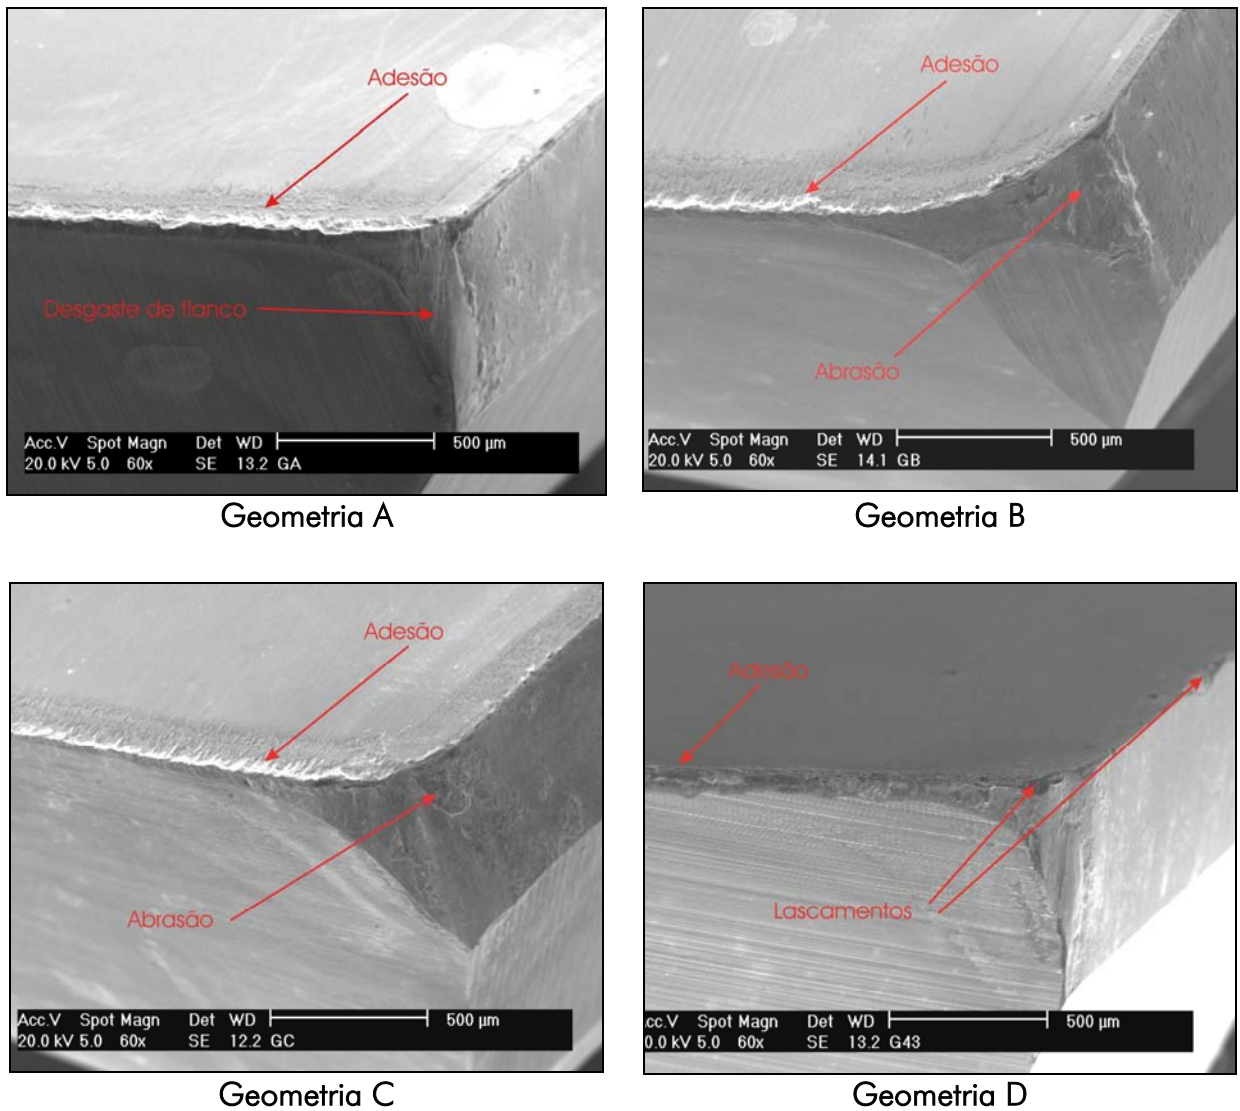 Adesão
Desgaste de flanco
Acc.V Spot Magn Det WD 500 µm
20.0 kV 5.0 60x SE 13.2 GA
Geometria A
Adesão
Abrasão
Acc.V Spot Magn Det WD 500 µm
20.0 kV 5.0 60x SE 14.1 GB
Geometria B
Adesão
Abrasão
Acc.V Spot Magn Det WD 500 µm
20.0 kV 5.0 60x SE 12.2 GC
Geometria C
Adesão
Lascamentos
cc.V Spot Magn Det WD 500 µm
0.0 kV 5.0 60x SE 13.2 G43
Geometria D